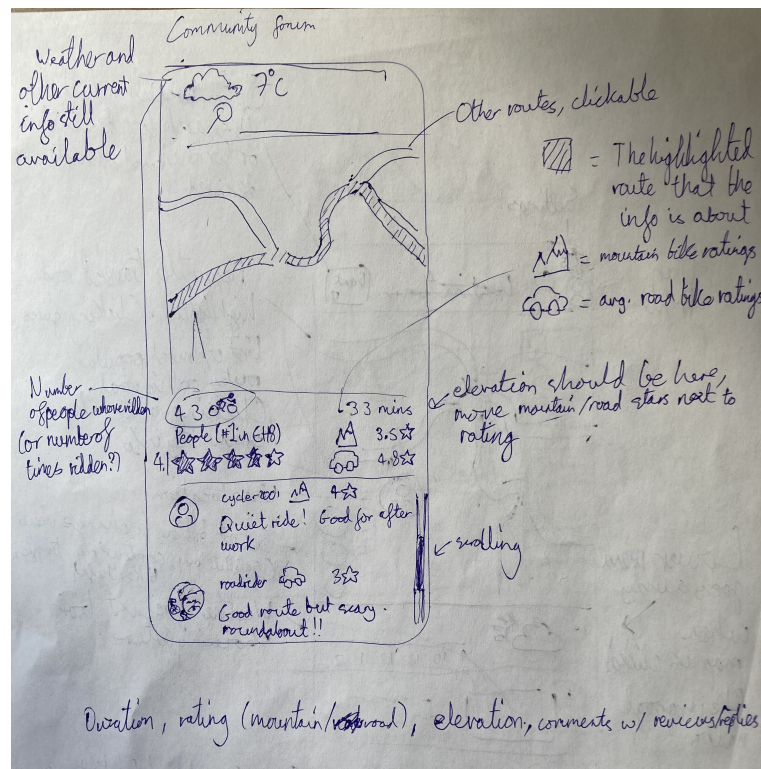 Community forum
Weather and
other current
info still
available
7°C
Other routes, clickable
= The highlighted
route that the
info is about
= mountain bike ratings
= avg. road bike ratings
Number
of people who've ridden
(or number of
times ridden?)
43
33 mins
People (#1 in EH8)
3.5☆
4.1
4.8☆
elevation should be here,
move mountain/road stars next to
rating
4☆
Quiet ride! Good for after
work
scrolling
roadrider
3☆
Good route but scary
roundabout!!
Duration, rating (mountain/road), elevation, comments w/ reviews/replies